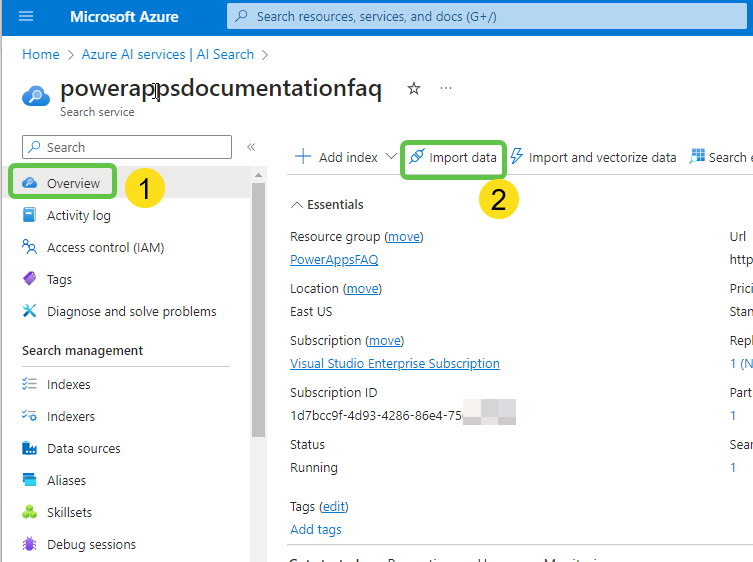 Microsoft Azure
Search resources, services, and docs (G+/)
Home > Azure AI services | AI Search >
powerappsdocumentationfaq
Search service
Search
Overview
1
Activity log
Access control (IAM)
Tags
Diagnose and solve problems
Search management
Indexes
Indexers
Data sources
Aliases
Skillsets
Debug sessions
Add index
Import data
Import and vectorize data
Search e
2
Essentials
Resource group (move)
PowerAppsFAQ
Location (move)
East US
Subscription (move)
Visual Studio Enterprise Subscription
Subscription ID
1d7bcc9f-4d93-4286-86e4-75
Status
Running
Tags (edit)
Add tags
Url
http
Prici
Stan
Repl
1 (N
Part
1
Sear
1